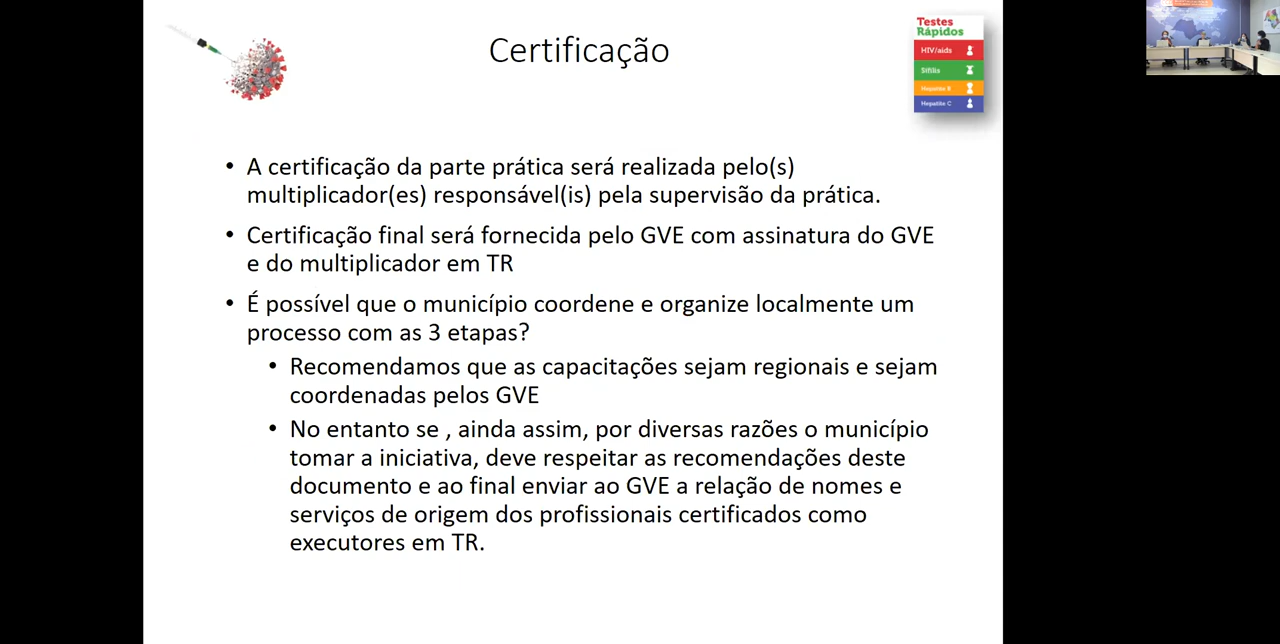 Certificação
Testes
Rápidos
HIV/aids
Sífilis
Hepatite B
Hepatite C
• A certificação da parte prática será realizada pelo(s)
multiplicador(es) responsável(is) pela supervisão da prática.
• Certificação final será fornecida pelo GVE com assinatura do GVE
e do multiplicador em TR
• É possível que o município coordene e organize localmente um
processo com as 3 etapas?
• Recomendamos que as capacitações sejam regionais e sejam
coordenadas pelos GVE
• No entanto se , ainda assim, por diversas razões o município
tomar a iniciativa, deve respeitar as recomendações deste
documento e ao final enviar ao GVE a relação de nomes e
serviços de origem dos profissionais certificados como
executores em TR.